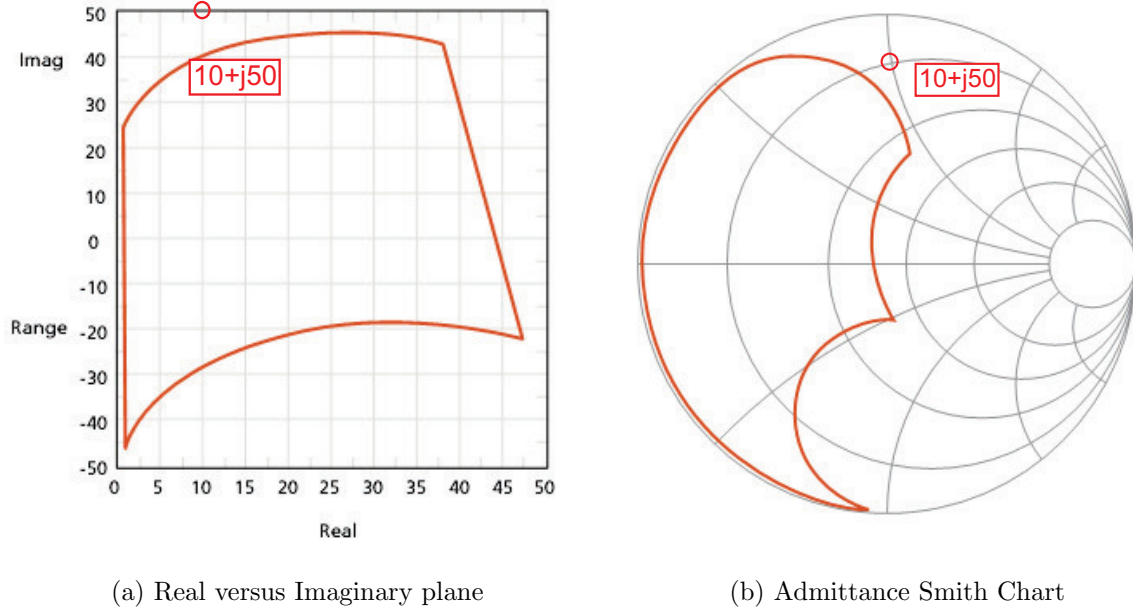 50
Imag
40
10+j50
30
20
10
0
-10
Range
-20
-30
-40
-50
0 5 10 15 20 25 30 35 40 45 50
Real
10+j50
(a) Real versus Imaginary plane
(b) Admittance Smith Chart